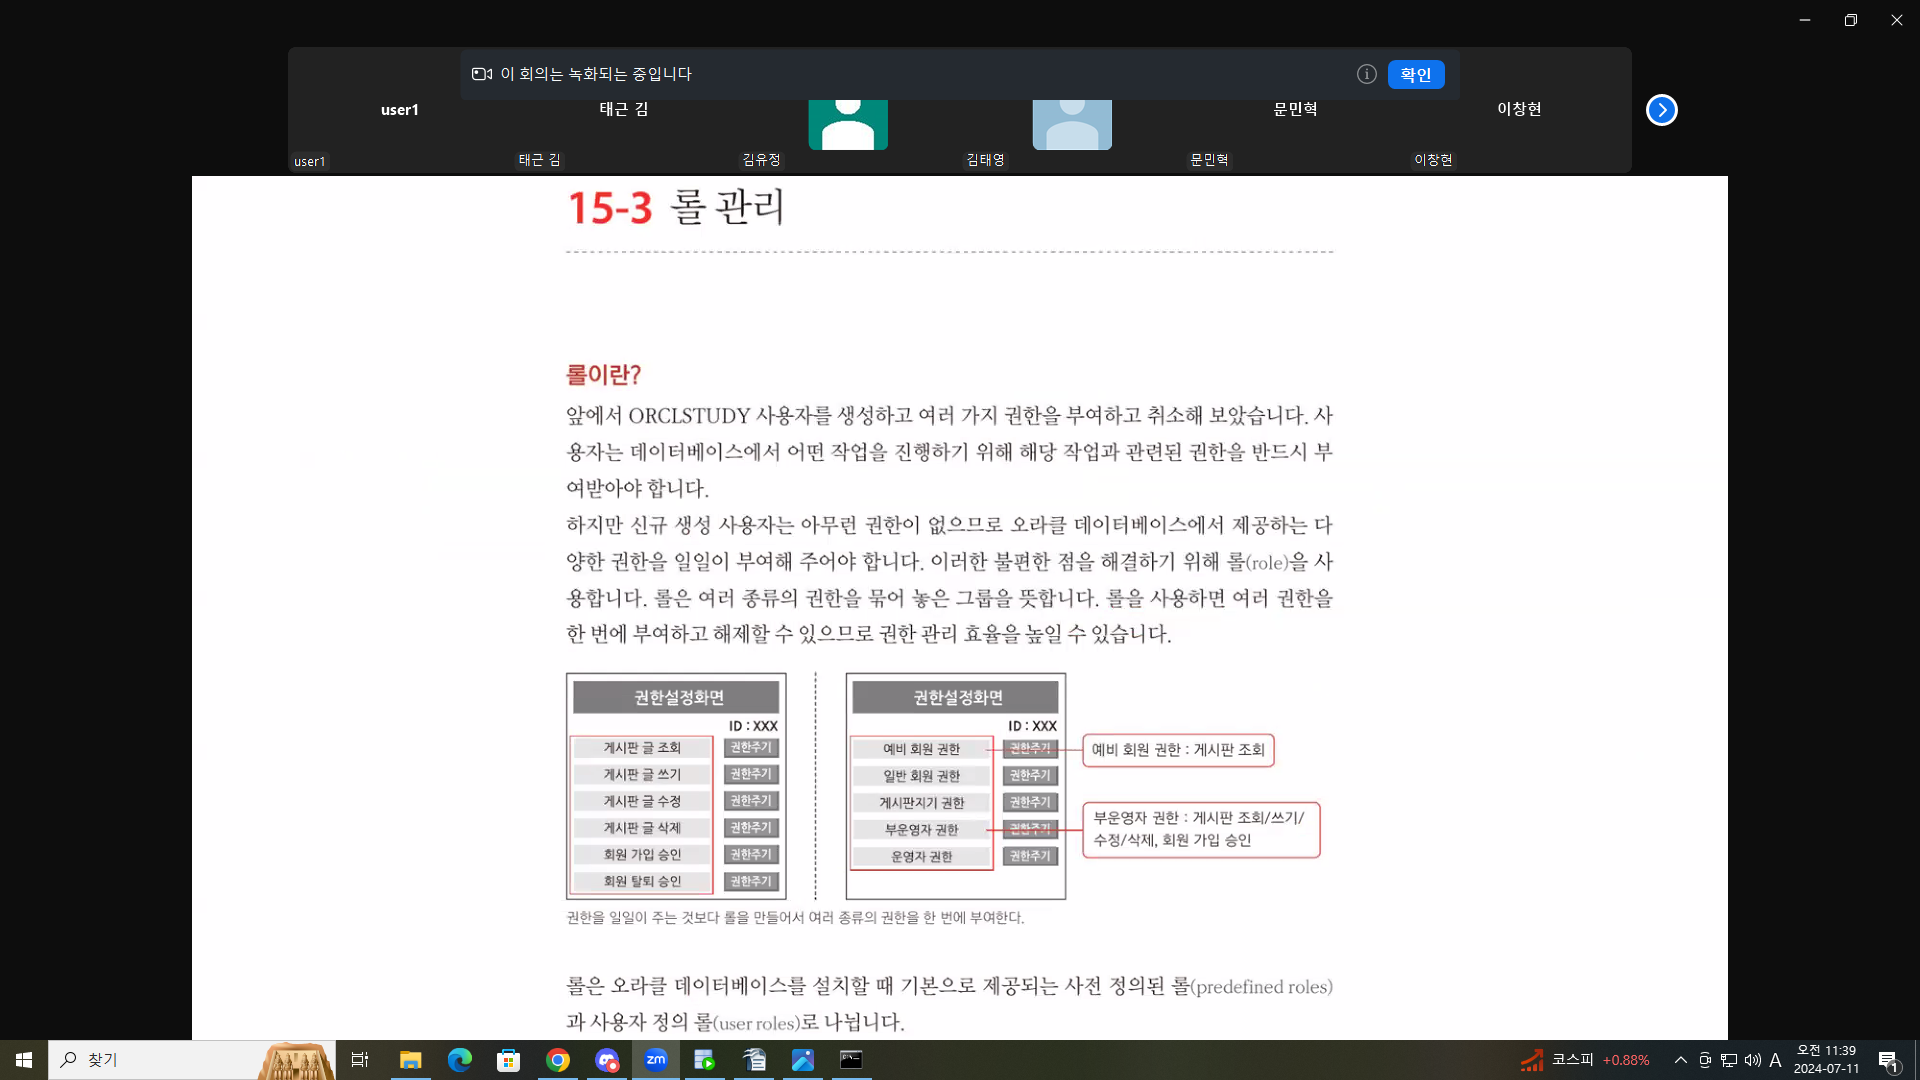 이 회의는 녹화되는 중입니다
확인
user1
태근 김
문민혁
이창현
user1
태근 김
김유정
김태영
문민혁
이창현
15-3 롤 관리
롤이란?
앞에서 ORCLSTUDY 사용자를 생성하고 여러 가지 권한을 부여하고 취소해 보았습니다. 사
용자는 데이터베이스에서 어떤 작업을 진행하기 위해 해당 작업과 관련된 권한을 반드시 부
여받아야 합니다.
하지만 신규 생성 사용자는 아무런 권한이 없으므로 오라클 데이터베이스에서 제공하는 다
양한 권한을 일일이 부여해 주어야 합니다. 이러한 불편한 점을 해결하기 위해 롤(role)을 사
용합니다. 롤은 여러 종류의 권한을 묶어 놓은 그룹을 뜻합니다. 롤을 사용하면 여러 권한을
한 번에 부여하고 해제할 수 있으므로 권한 관리 효율을 높일 수 있습니다.
권한설정화면
ID : XXX
게시판 글 조회 권한주기
게시판 글 쓰기 권한주기
게시판 글 수정 권한주기
게시판 글 삭제 권한주기
회원 가입 승인 권한주기
회원 탈퇴 승인 권한주기
권한설정화면
ID : XXX
예비 회원 권한 권한주기
일반 회원 권한 권한주기
게시판지기 권한 권한주기
부운영자 권한 권한주기
운영자 권한 권한주기
예비 회원 권한 : 게시판 조회
부운영자 권한 : 게시판 조회/쓰기/
수정/삭제, 회원 가입 승인
권한을 일일이 주는 것보다 롤을 만들어서 여러 종류의 권한을 한 번에 부여한다.
롤은 오라클 데이터베이스를 설치할 때 기본으로 제공되는 사전 정의된 롤(predefined roles)
과 사용자 정의 롤(user roles)로 나뉩니다.
찾기
zm
코스피 +0.88%
A
오전 11:39
2024-07-11
1